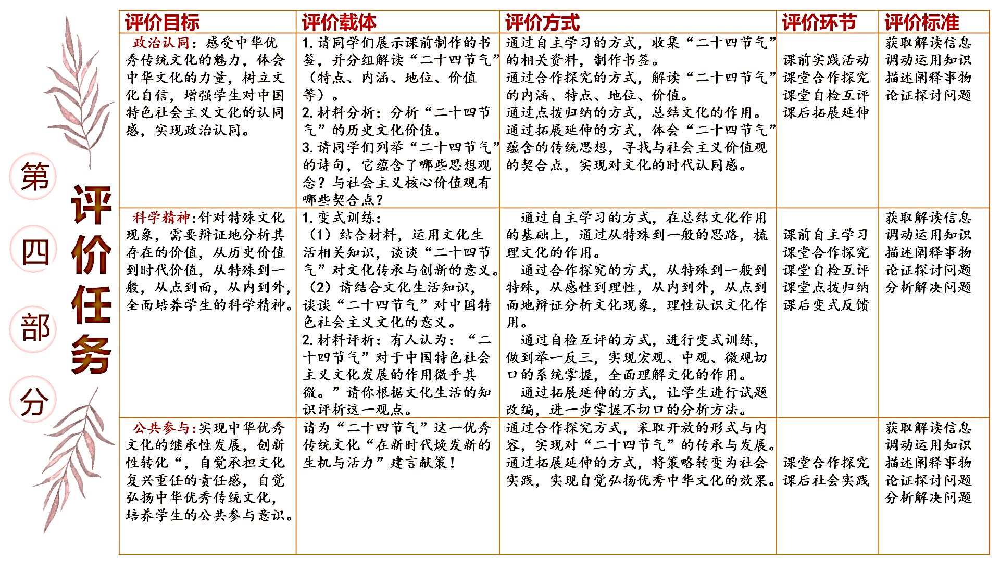 第
四
部
分
评价任务
评价目标
评价载体
评价方式
评价环节
评价标准
政治认同：感受中华优
秀传统文化的魅力，体会
中华文化的力量，树立文
化自信，增强学生对中国
特色社会主义文化的认同
感，实现政治认同。
1.请同学们展示课前制作的书
签，并分组解读“二十四节气”
（特点、内涵、地位、价值
等）。
2.材料分析：分析“二十四节
气”的历史文化价值。
3.请同学们列举“二十四节气”
的诗句，它蕴含了哪些思想观
念？与社会主义核心价值观有
哪些契合点？
通过自主学习的方式，收集“二十四节气”
的相关资料，制作书签。
通过合作探究的方式，解读“二十四节气”
的内涵、特点、地位、价值。
通过点拨归纳的方式，总结文化的作用。
通过拓展延伸的方式，体会“二十四节气”
蕴含的传统思想，寻找与社会主义价值观
的契合点，实现对文化的时代认同感。
课前实践活动
课堂合作探究
课堂自检互评
课后拓展延伸
获取解读信息
调动运用知识
描述阐释事物
论证探讨问题
科学精神:针对特殊文化
现象，需要辩证地分析其
存在的价值，从历史价值
到时代价值，从特殊到一
般，从点到面，从内到外，
全面培养学生的科学精神。
1.变式训练：
（1）结合材料，运用文化生
活相关知识，谈谈“二十四节
气”对文化传承与创新的意义。
（2）请结合文化生活知识，
谈谈“二十四节气”对中国特
色社会主义文化的意义。
2.材料评析：有人认为：“二
十四节气”对于中国特色社会
主义文化发展的作用微乎其
微。”请你根据文化生活的知
识评析这一观点。
通过自主学习的方式，在总结文化作用
的基础上，通过从特殊到一般的思路，梳
理文化的作用。
通过合作探究的方式，从特殊到一般到
特殊，从感性到理性，从内到外，从点到
面地辩证分析文化现象，理性认识文化作
用。
通过自检互评的方式，进行变式训练，
做到举一反三，实现宏观、中观、微观切
口的系统掌握，全面理解文化的作用。
通过拓展延伸的方式，让学生进行试题
改编，进一步掌握不切口的分析方法。
课前自主学习
课堂合作探究
课堂自检互评
课堂点拨归纳
课后变式反馈
获取解读信息
调动运用知识
描述阐释事物
论证探讨问题
分析解决问题
公共参与:实现中华优秀
文化的继承性发展，创新
性转化“，自觉承担文化
复兴重任的责任感，自觉
弘扬中华优秀传统文化，
培养学生的公共参与意识。
请为“二十四节气”这一优秀
传统文化“在新时代焕发新的
生机与活力”建言献策！
通过合作探究方式，采取开放的形式与内
容，实现对“二十四节气”的传承与发展。
通过拓展延伸的方式，将策略转变为社会
实践，实现自觉弘扬优秀中华文化的效果。
课堂合作探究
课后社会实践
获取解读信息
调动运用知识
描述阐释事物
论证探讨问题
分析解决问题